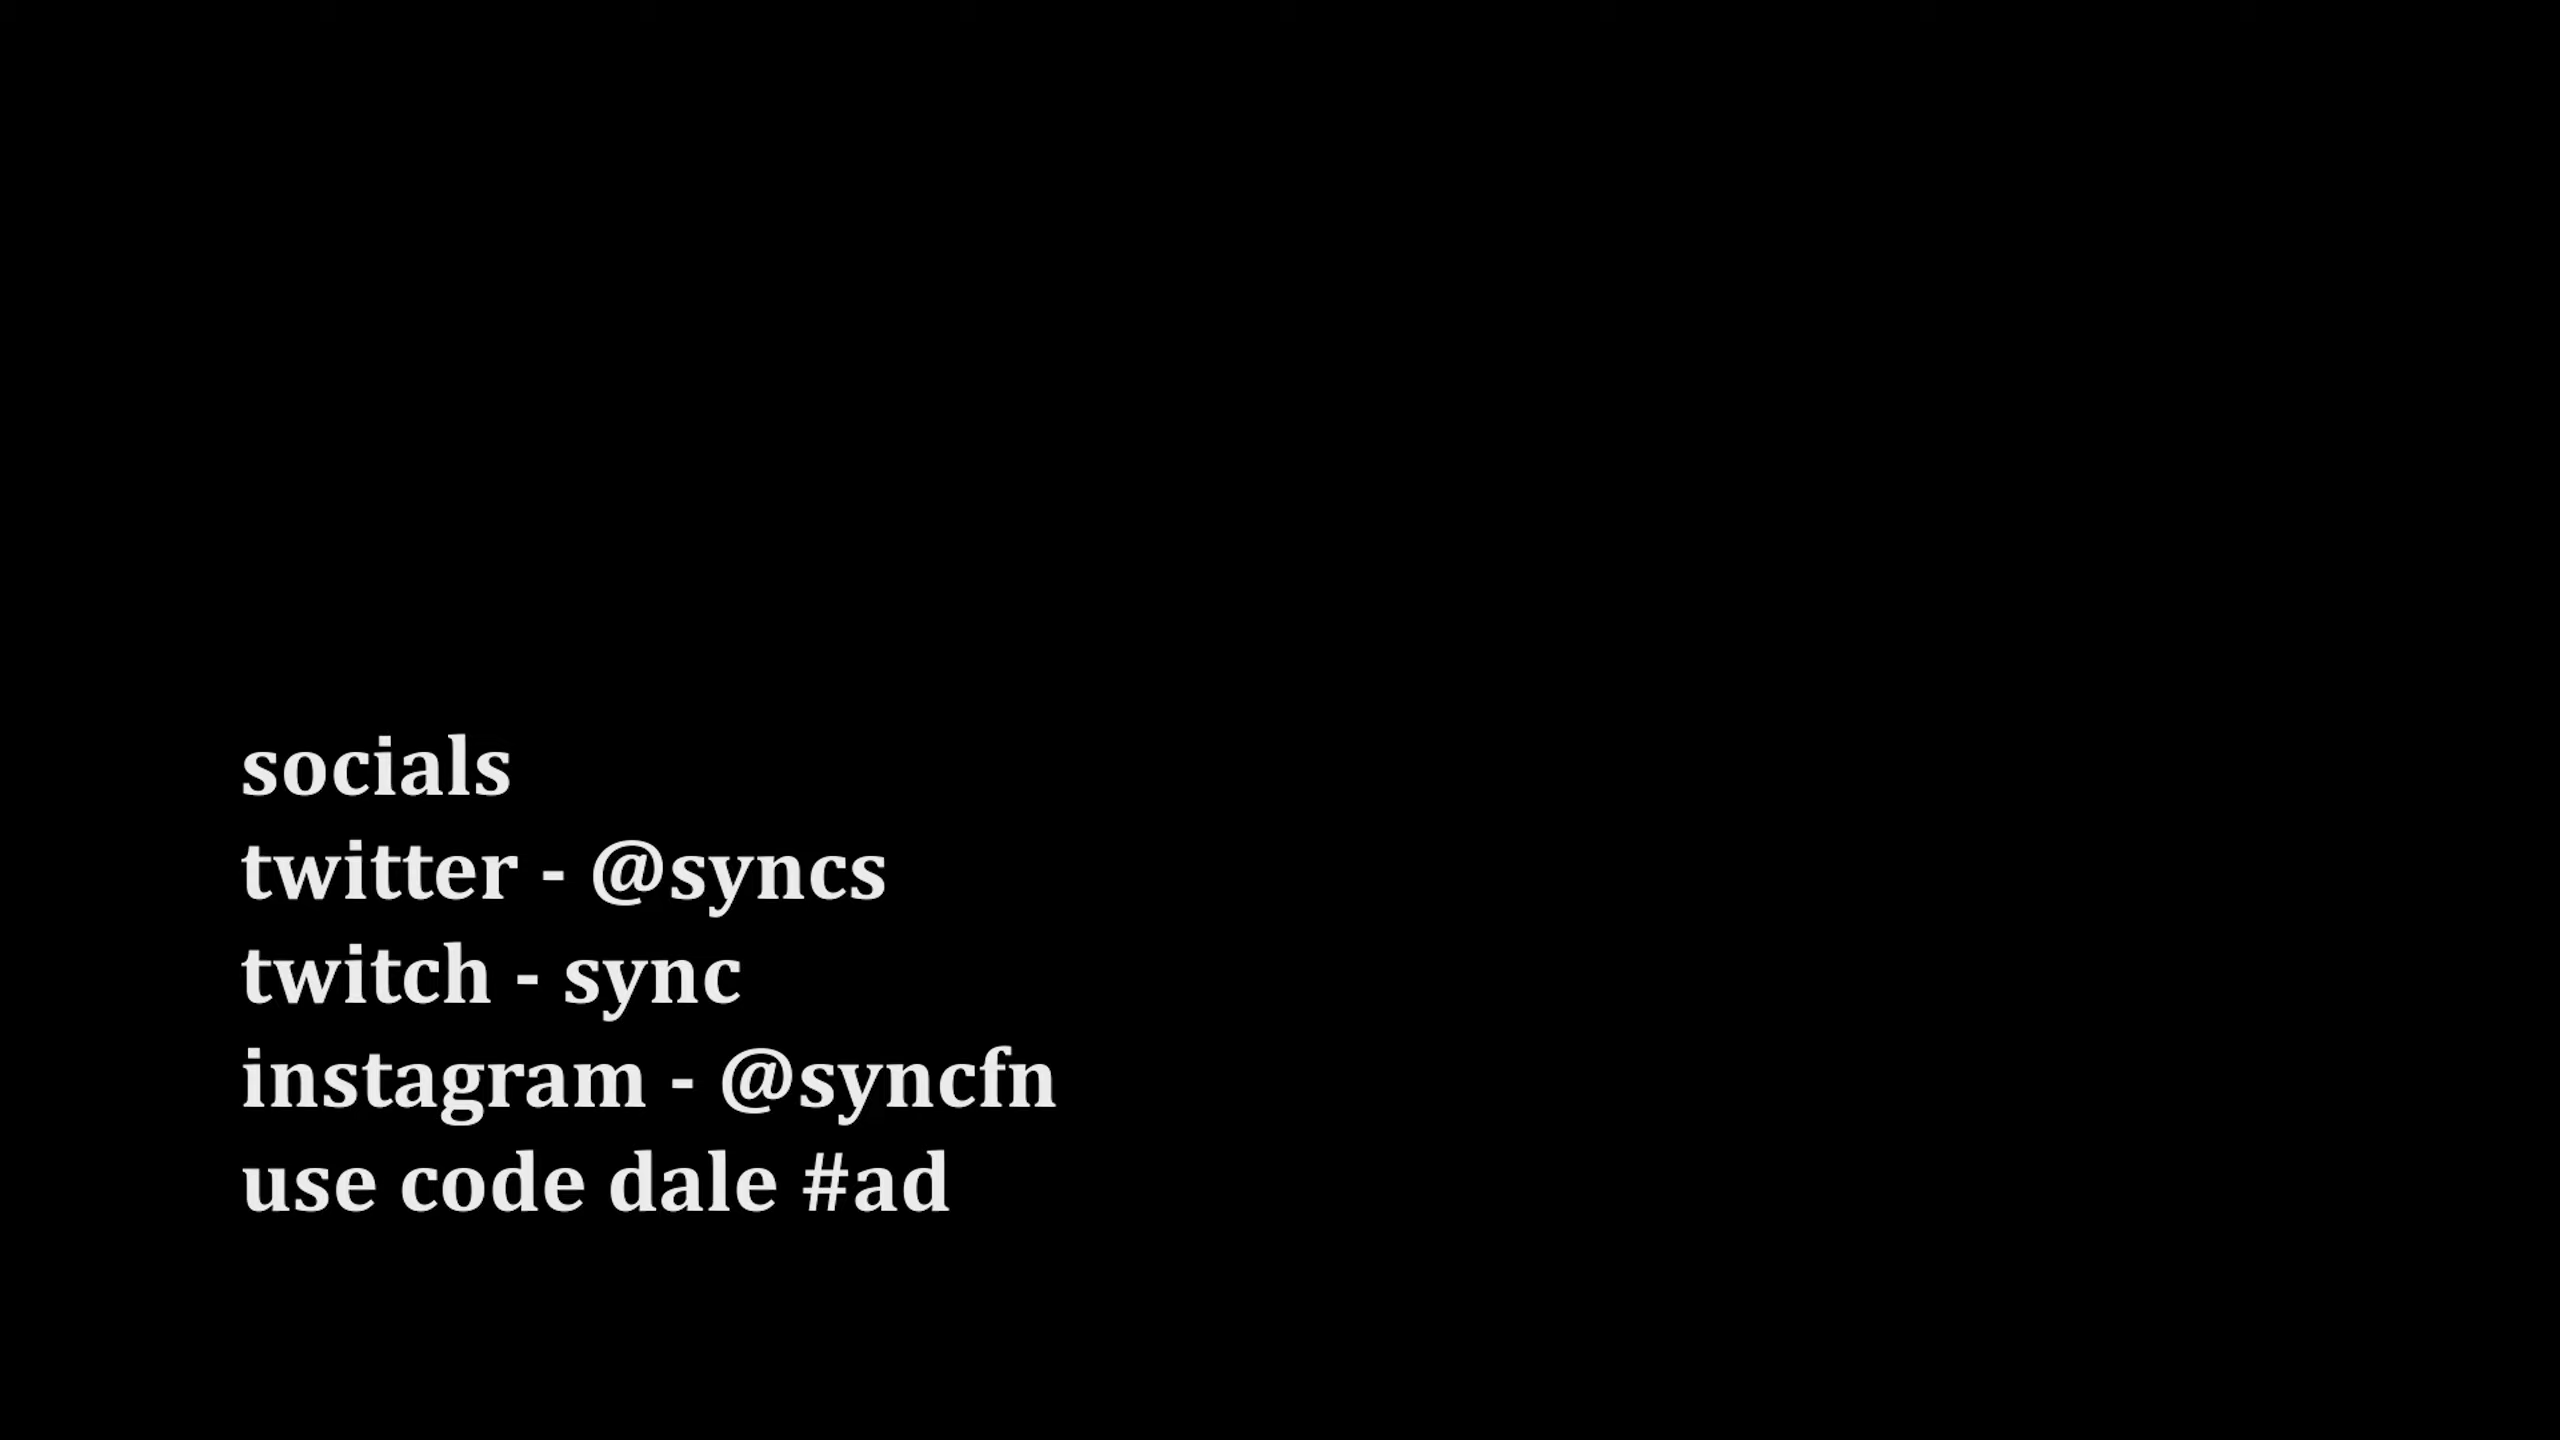 socials
twitter - @syncs
twitch - sync
instagram - @syncfn
use code dale #ad